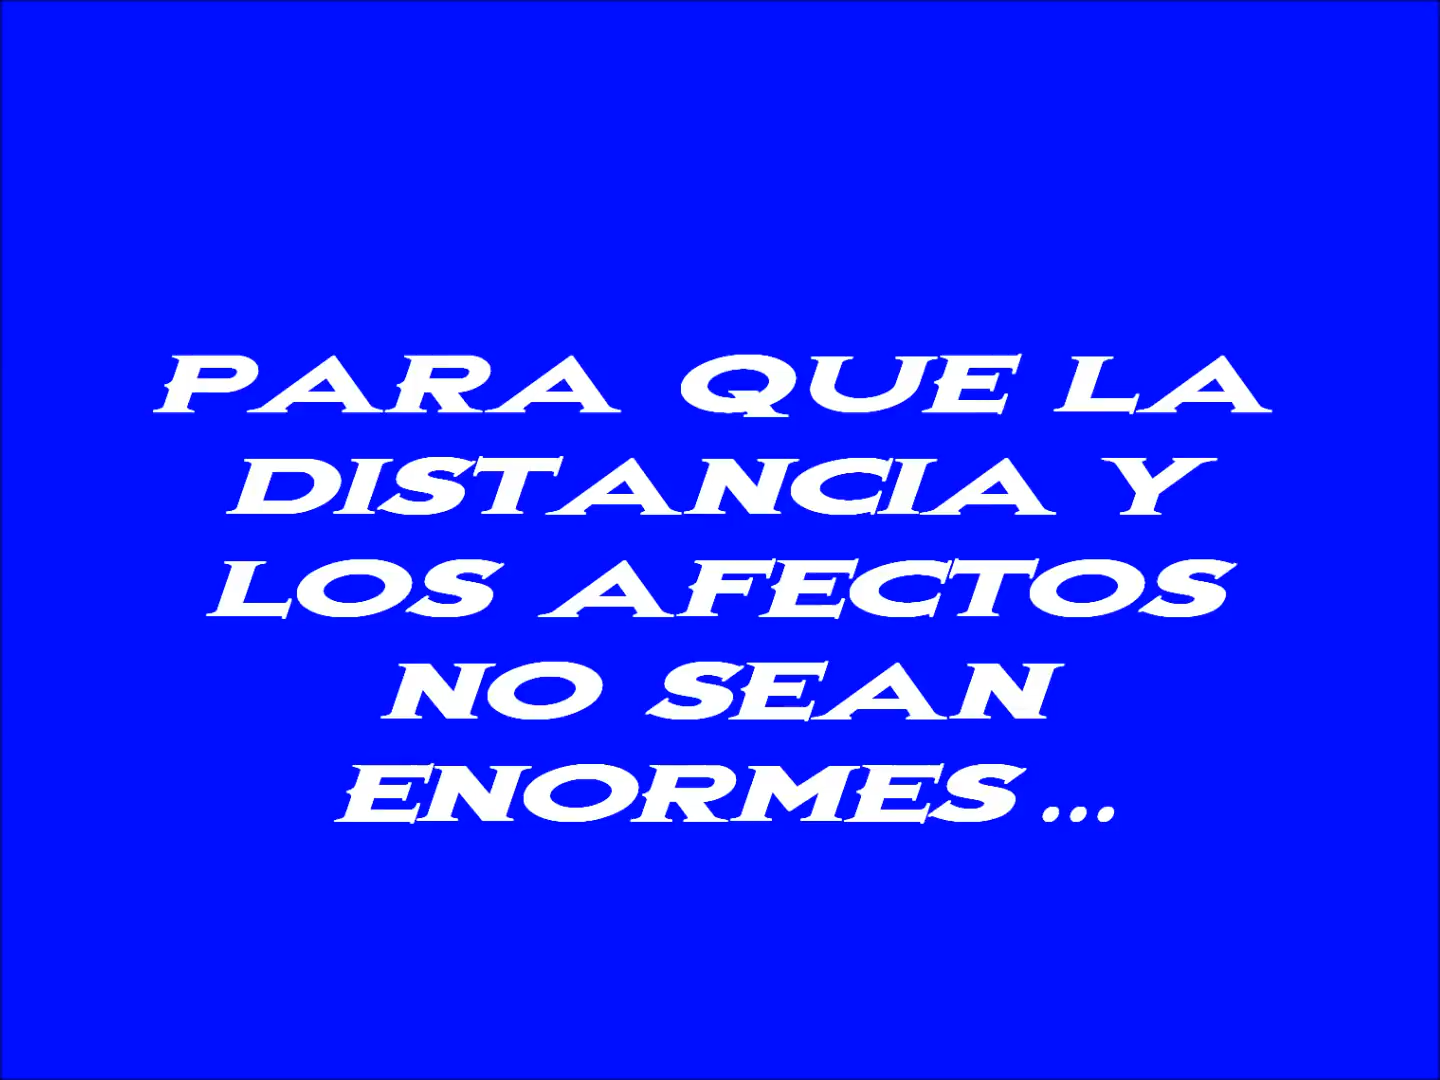 PARA QUE LA
DISTANCIA Y
LOS AFECTOS
NO SEAN
ENORMES...